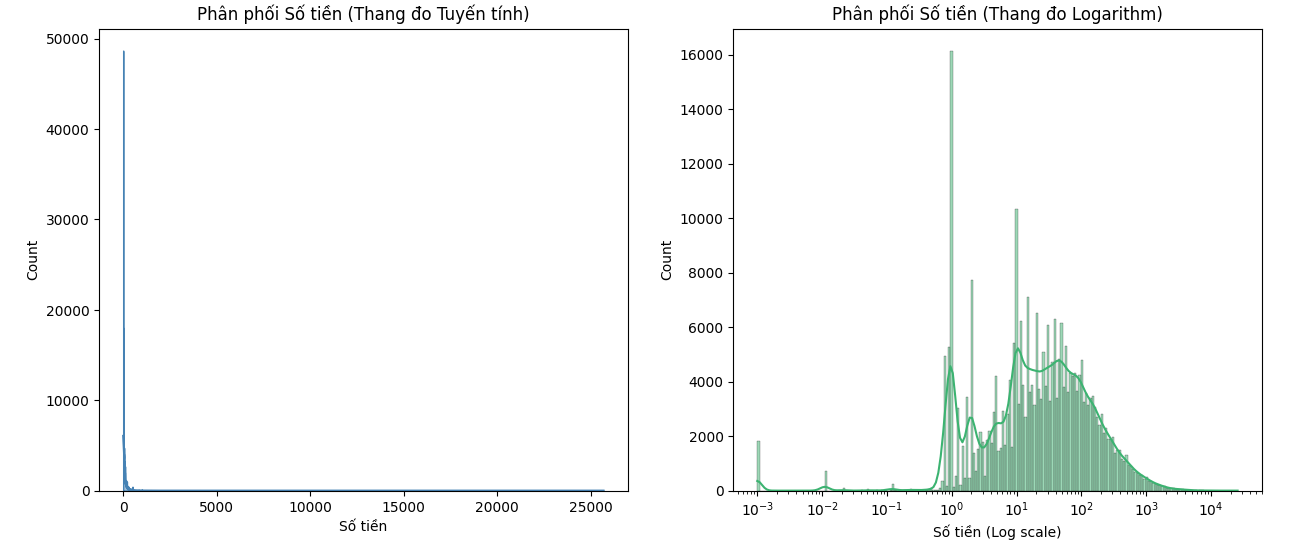 Phân phối Số tiền (Thang đo Tuyến tính)
50000
40000
30000
20000
10000
0
Count
0 5000 10000 15000 20000 25000
Số tiền
Phân phối Số tiền (Thang đo Logarithm)
16000
14000
12000
10000
8000
6000
4000
2000
0
Count
10⁻³ 10⁻² 10⁻¹ 10⁰ 10¹ 10² 10³ 10⁴
Số tiền (Log scale)